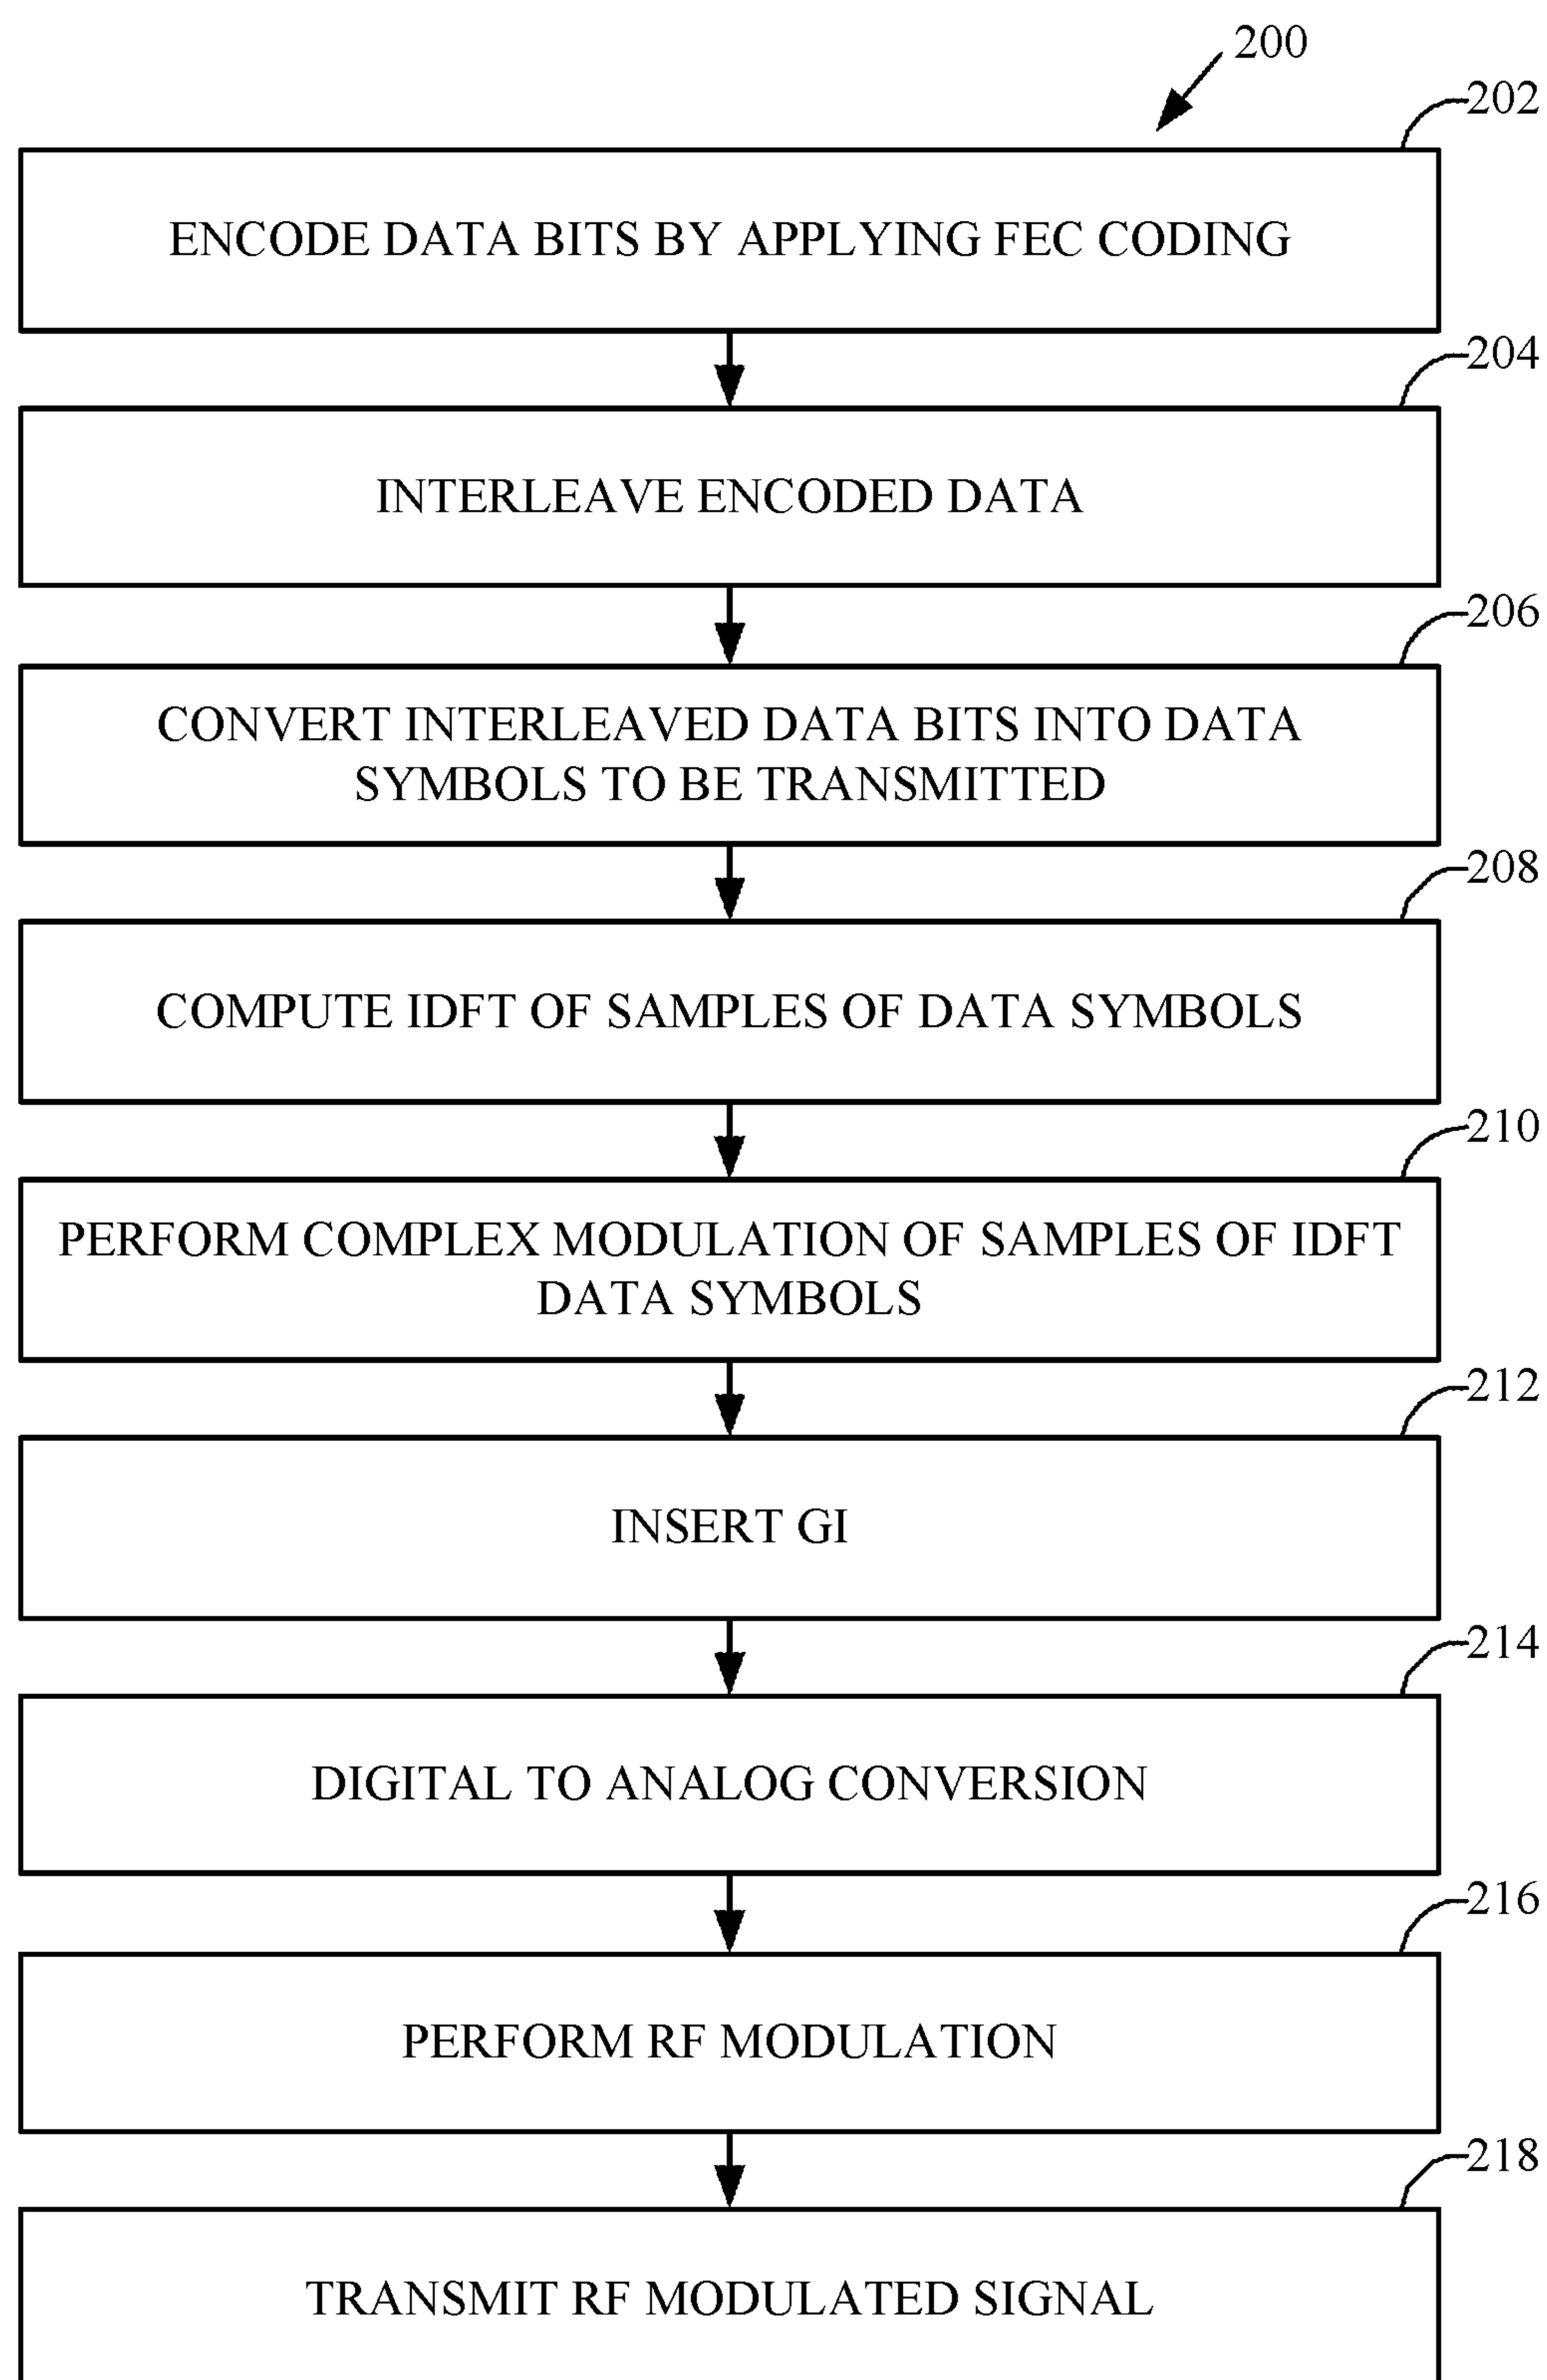 200
202
ENCODE DATA BITS BY APPLYING FEC CODING
204
INTERLEAVE ENCODED DATA
206
CONVERT INTERLEAVED DATA BITS INTO DATA
SYMBOLS TO BE TRANSMITTED
208
COMPUTE IDFT OF SAMPLES OF DATA SYMBOLS
210
PERFORM COMPLEX MODULATION OF SAMPLES OF IDFT
DATA SYMBOLS
212
INSERT GI
214
DIGITAL TO ANALOG CONVERSION
216
PERFORM RF MODULATION
218
TRANSMIT RF MODULATED SIGNAL